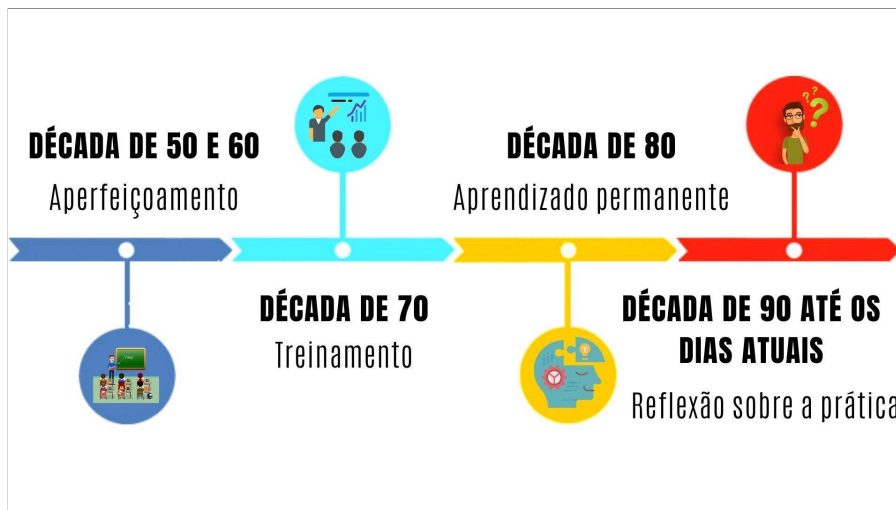 DÉCADA DE 50 E 60
Aperfeiçoamento
DÉCADA DE 70
Treinamento
DÉCADA DE 80
Aprendizado permanente
DÉCADA DE 90 ATÉ OS
DIAS ATUAIS
Reflexão sobre a prática